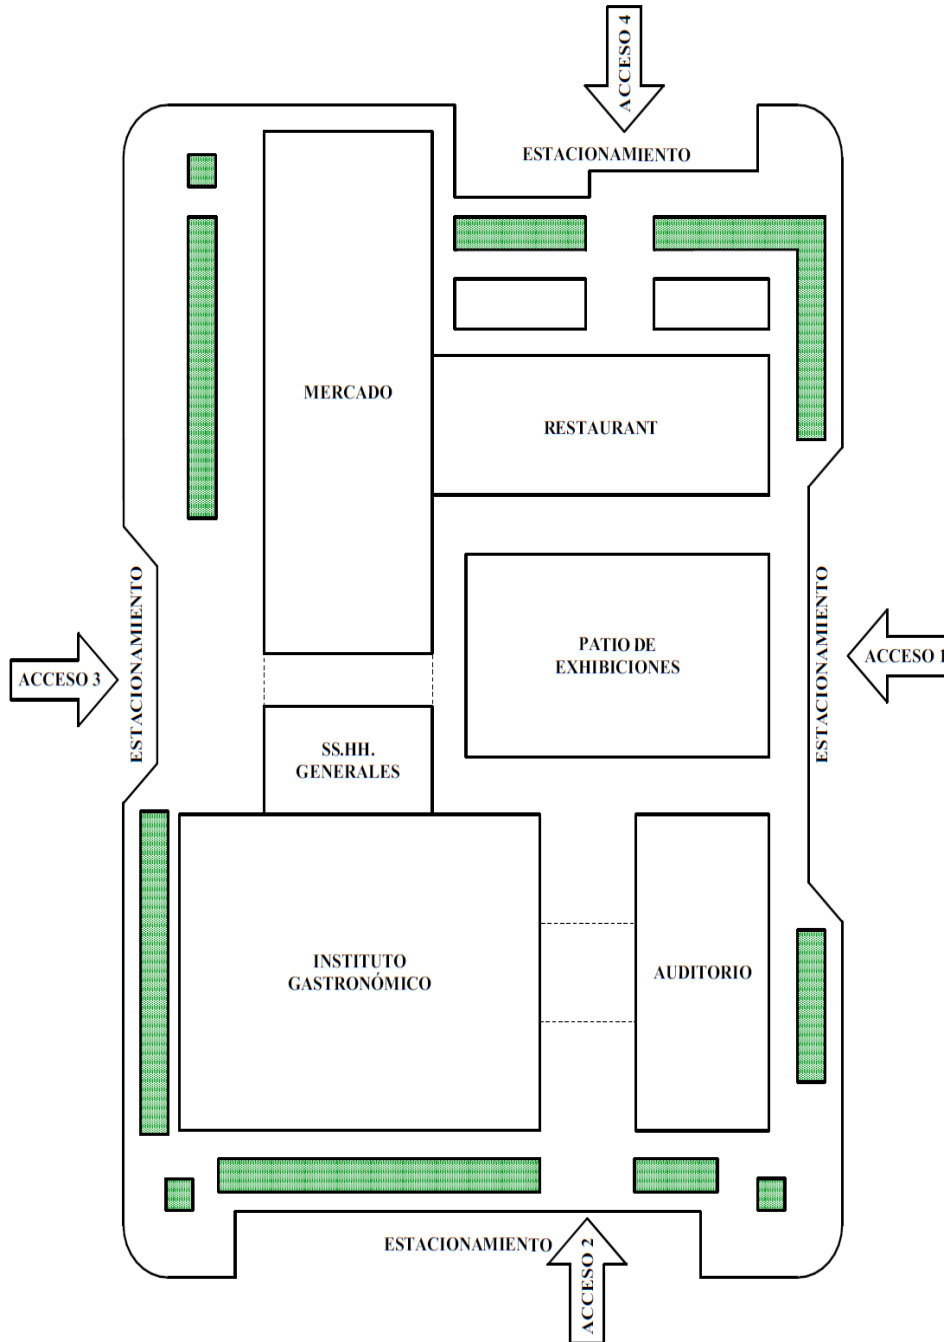 ACCESO 4
ESTACIONAMIENTO
MERCADO
RESTAURANT
ESTACIONAMIENTO
ACCESO 3
PATIO DE
EXHIBICIONES
ESTACIONAMIENTO
ACCESO 1
SS.HH.
GENERALES
INSTITUTO
GASTRONÓMICO
AUDITORIO
ESTACIONAMIENTO
ACCESO 2